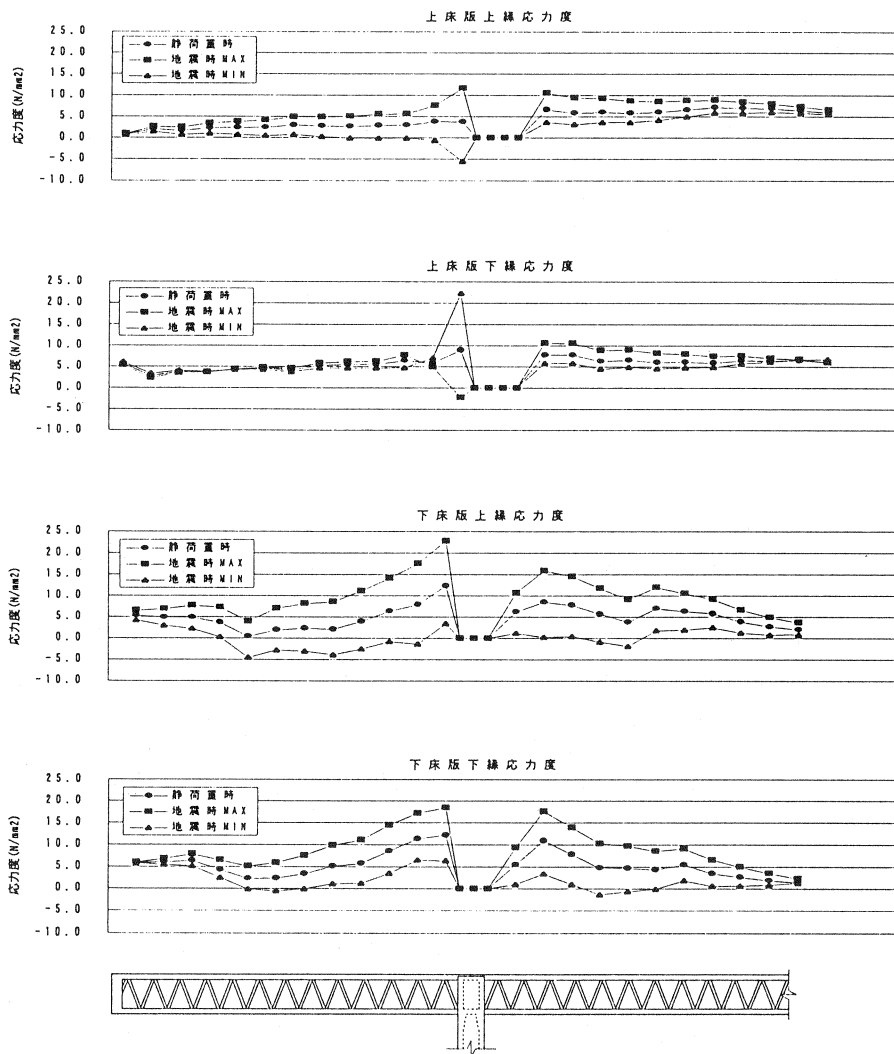 上床版上縁応力度
25.0
20.0
15.0
10.0
5.0
0.0
-5.0
-10.0
応力度(N/mm2)
静荷重時
地震時MAX
地震時MIN
上床版下縁応力度
25.0
20.0
15.0
10.0
5.0
0.0
-5.0
-10.0
応力度(N/mm2)
静荷重時
地震時MAX
地震時MIN
下床版上縁応力度
25.0
20.0
15.0
10.0
5.0
0.0
-5.0
-10.0
応力度(N/mm2)
静荷重時
地震時MAX
地震時MIN
下床版下縁応力度
25.0
20.0
15.0
10.0
5.0
0.0
-5.0
-10.0
応力度(N/mm2)
静荷重時
地震時MAX
地震時MIN